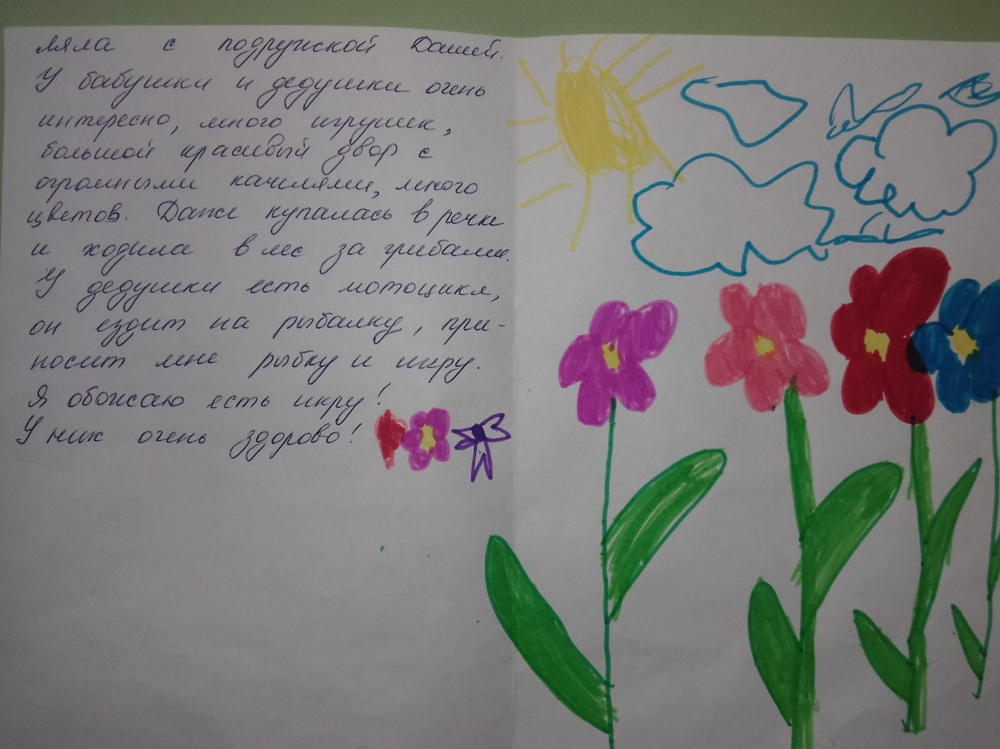 ляла с подружкой Дашей.
У бабушки и дедушки очень
интересно, много игрушек,
большой красивый двор с
огромными качелями, много
цветов. Даже купалась в речке
и ходила в лес за грибами.
У дедушки есть мотоцикл,
он ездит на рыбалку, при-
носит мне рыбку и икру.
Я обожаю есть икру!
У них очень здорово!